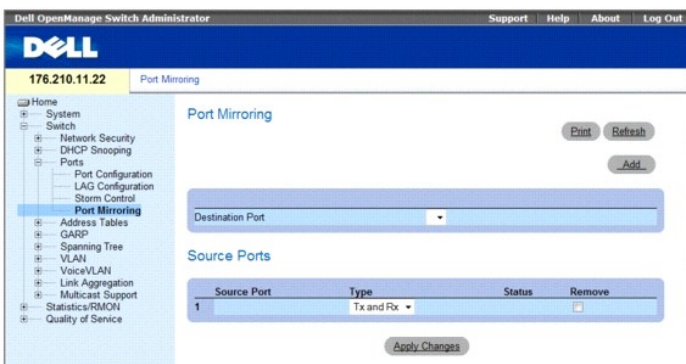 Dell OpenManage Switch Administrator
Support Help About Log Out
DELL
176.210.11.22 Port Mirroring
Home
System
Switch
Network Security
DHCP Snooping
Ports
Port Configuration
LAG Configuration
Storm Control
Port Mirroring
Address Tables
GARP
Spanning Tree
VLAN
VoiceVLAN
Link Aggregation
Multicast Support
Statistics/RMON
Quality of Service
Port Mirroring
Print Refresh
Add
Destination Port
Source Ports
Source Port Type Status Remove
1 Tx and Rx
Apply Changes